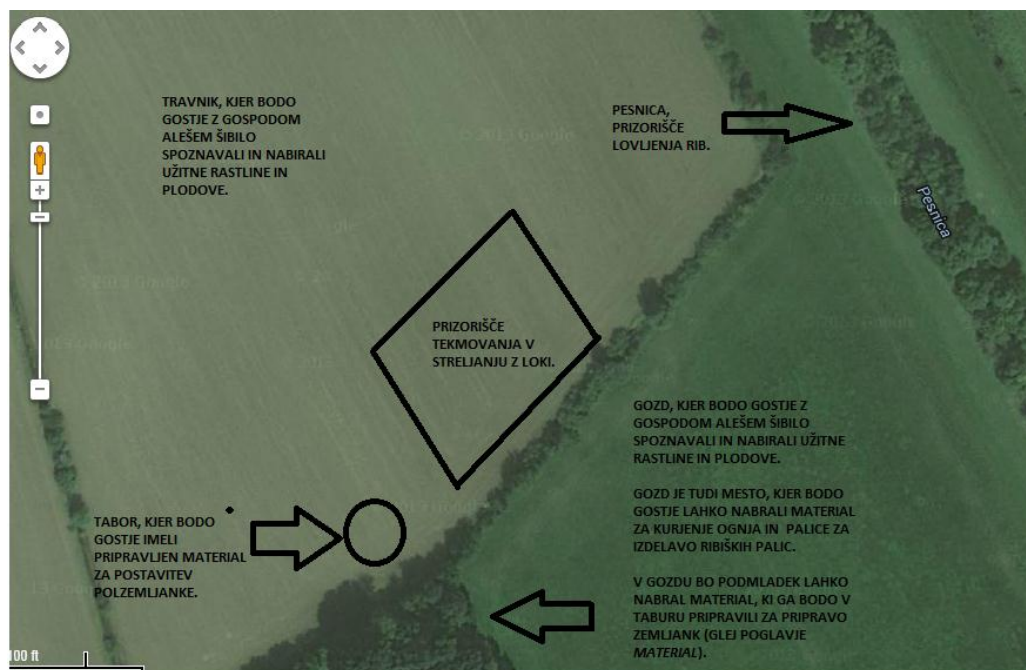 TRAVNIK, KJER BODO
GOSTJE Z GOSPODOM
ALEŠEM ŠIBILO
SPOZNAVALI IN NABIRALI
UŽITNE RASTLINE IN
PLODOVE.
PESNICA,
PRIZORIŠČE
LOVLJENJA RIB.
Pesnica
PRIZORIŠČE
TEKMOVANJA V
STRELJANJU Z LOKI.
GOZD, KJER BODO GOSTJE Z
GOSPODOM ALEŠEM ŠIBILO
SPOZNAVALI IN NABIRALI UŽITNE
RASTLINE IN PLODOVE.
GOZD JE TUDI MESTO, KJER BODO
GOSTJE LAHKO NABRALI MATERIAL
ZA KURJENJE OGNJA IN PALICE ZA
IZDELAVO RIBIŠKIH PALIC.
V GOZDU BO PODMLADEK LAHKO
NABRAL MATERIAL, KI GA BODO V
TABURU PRIPRAVILI ZA PRIPRAVO
ZEMLJANK (GLEJ POGLAVJE
MATERIAL).
TABOR, KJER BODO
GOSTJE IMELI
PRIPRAVLJEN MATERIAL
ZA POSTAVITEV
POLZEMLJANKE.
100 ft
© 2013 Google